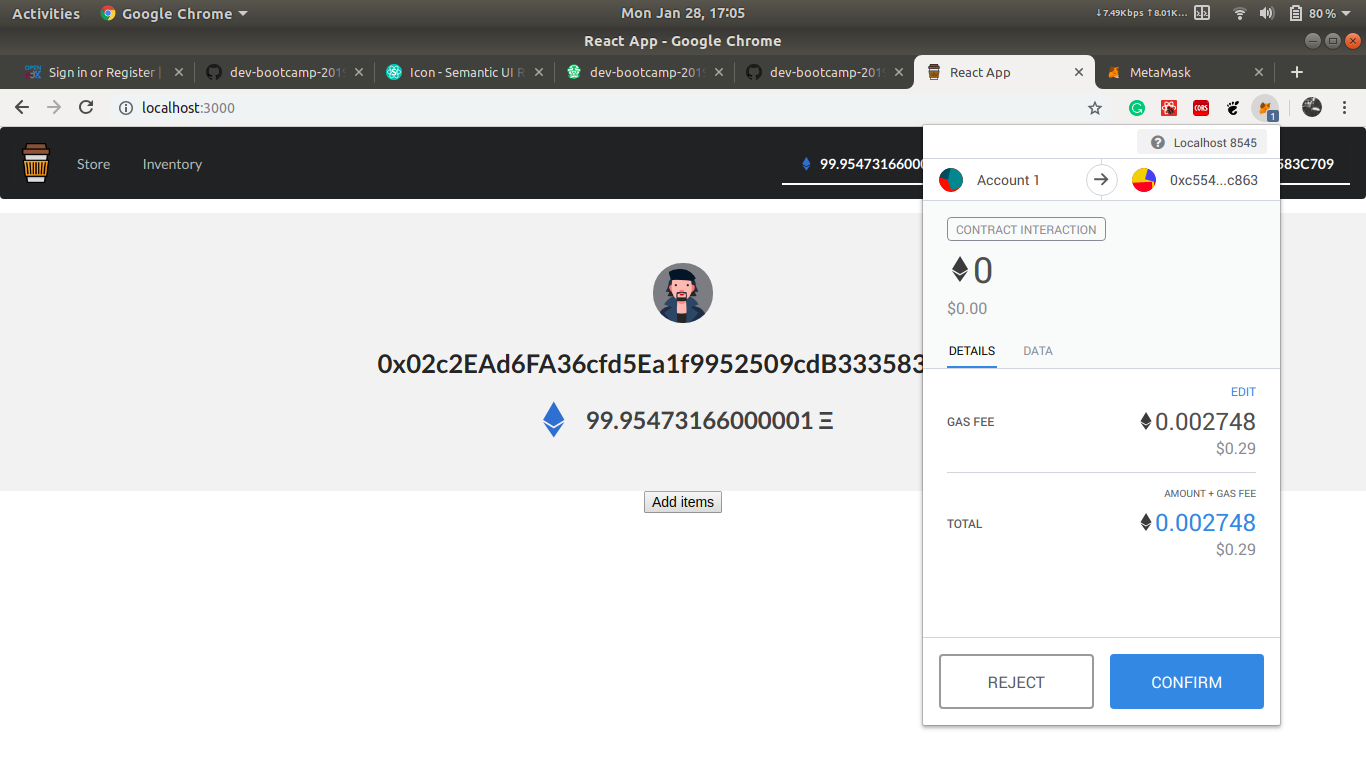 Activities Google Chrome Mon Jan 28, 17:05 ↓7.49Kbps ↑8.01K... 80 %
React App - Google Chrome
Sign in or Register | dev-bootcamp-201 Icon - Semantic UI R dev-bootcamp-201 dev-bootcamp-201 React App MetaMask
localhost:3000
CORS
1
Store Inventory 99.9547316600 583C709
Localhost 8545
Account 1 0xc554...c863
CONTRACT INTERACTION
0
$0.00
DETAILS DATA
EDIT
GAS FEE 0.002748
$0.29
AMOUNT + GAS FEE
TOTAL 0.002748
$0.29
REJECT CONFIRM
0x02c2EAd6FA36cfd5Ea1f9952509cdB333583
99.95473166000001 Ξ
Add items